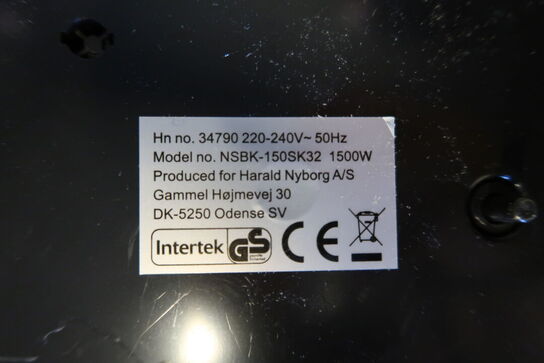 Hn no. 34790 220-240V~ 50Hz
Model no. NSBK-150SK32 1500W
Produced for Harald Nyborg A/S
Gammel Højmevej 30
DK-5250 Odense SV
Intertek GS CE